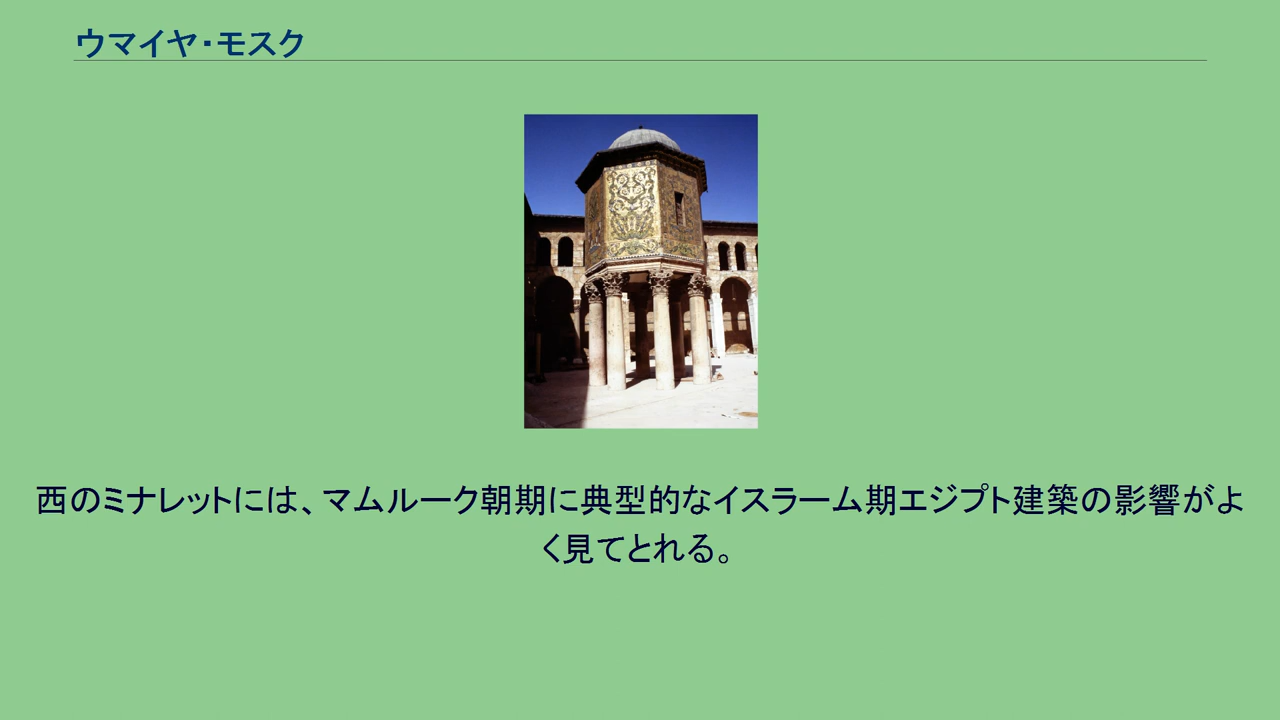 ウマイヤ・モスク
西のミナレットには、マムルーク朝期に典型的なイスラーム期エジプト建築の影響がよ
く見てとれる。